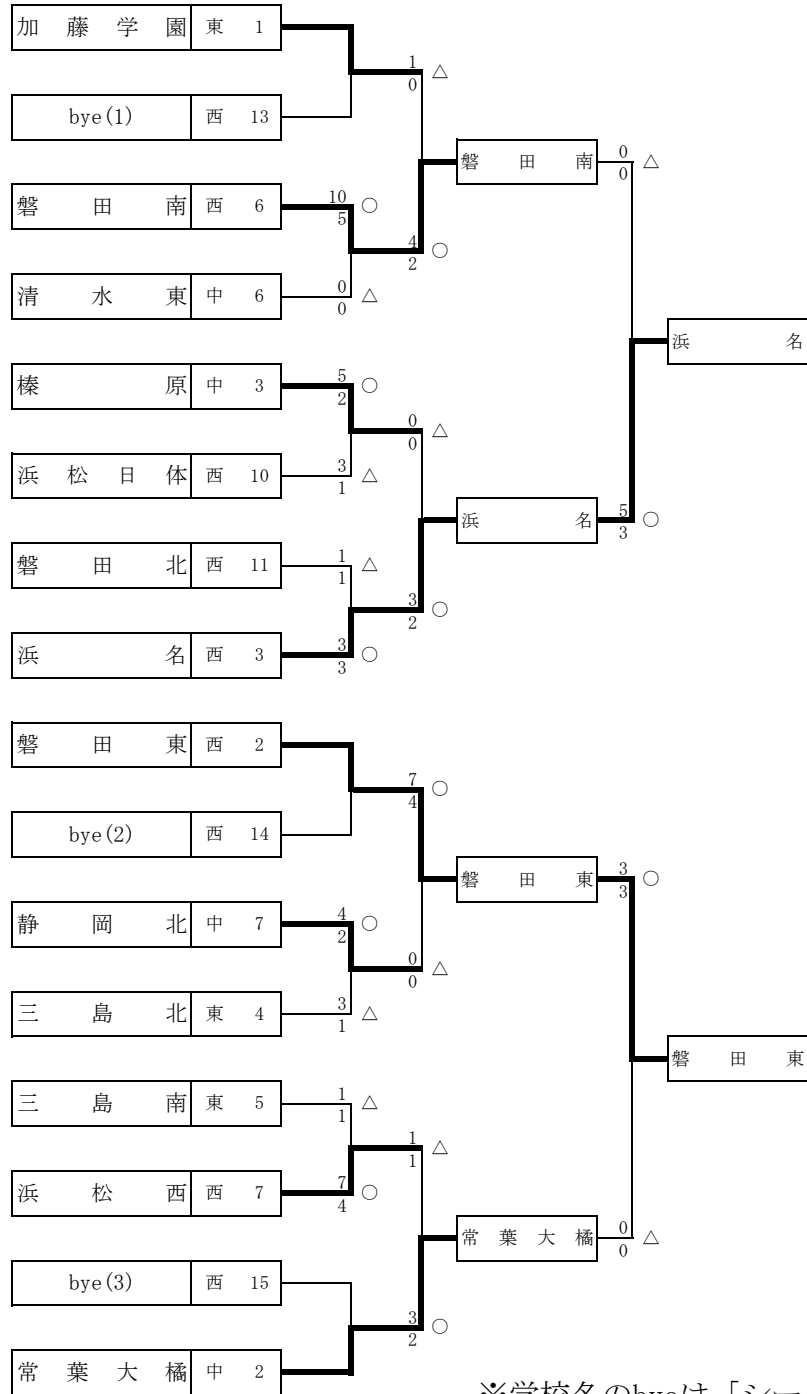 加藤学園 東 1
1 △
0
bye(1) 西 13
磐田南 0 △
0
磐田南 西 6 10 ○
5
4 ○
2
清水東 中 6 0 △
0
浜名
榛原 中 3 5 ○
2
0 △
0
浜松日体 西 10 3 △
1
浜名 5 ○
3
磐田北 西 11 1 △
1
3 ○
2
浜名 西 3 3 ○
3
磐田東 西 2
7 ○
4
bye(2) 西 14
磐田東 3 ○
3
静岡北 中 7 4 ○
2
0 △
0
三島北 東 4 3 △
1
磐田東
三島南 東 5 1 △
1
1 △
1
浜松西 西 7 7 ○
4
常葉大橘 0 △
0
bye(3) 西 15
3 ○
2
常葉大橘 中 2